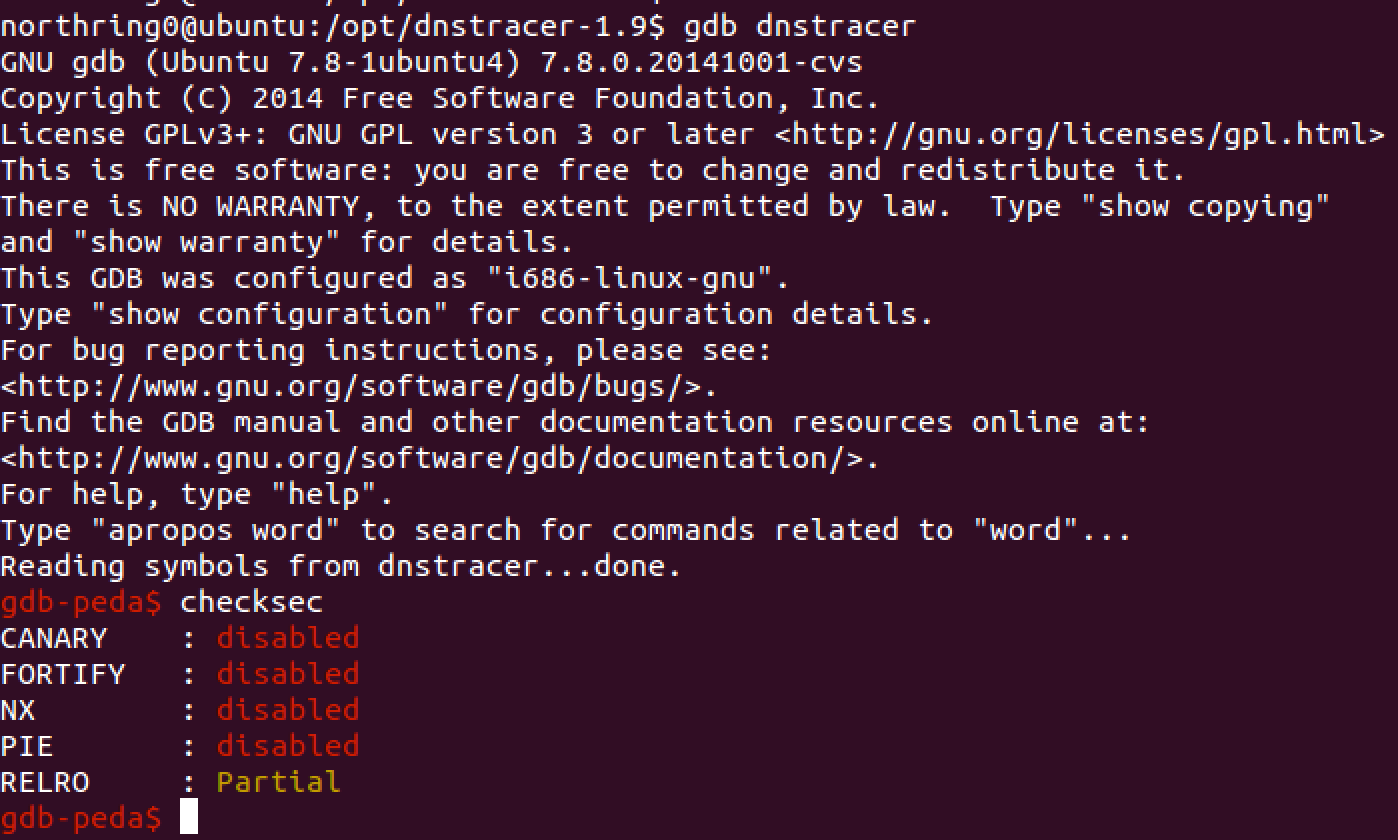 northring0@ubuntu:/opt/dnstracer-1.9$ gdb dnstracer
GNU gdb (Ubuntu 7.8-1ubuntu4) 7.8.0.20141001-cvs
Copyright (C) 2014 Free Software Foundation, Inc.
License GPLv3+: GNU GPL version 3 or later <http://gnu.org/licenses/gpl.html>
This is free software: you are free to change and redistribute it.
There is NO WARRANTY, to the extent permitted by law.  Type "show copying"
and "show warranty" for details.
This GDB was configured as "i686-linux-gnu".
Type "show configuration" for configuration details.
For bug reporting instructions, please see:
<http://www.gnu.org/software/gdb/bugs/>.
Find the GDB manual and other documentation resources online at:
<http://www.gnu.org/software/gdb/documentation/>.
For help, type "help".
Type "apropos word" to search for commands related to "word"...
Reading symbols from dnstracer...done.
gdb-peda$ checksec
CANARY    : disabled
FORTIFY   : disabled
NX        : disabled
PIE       : disabled
RELRO     : Partial
gdb-peda$